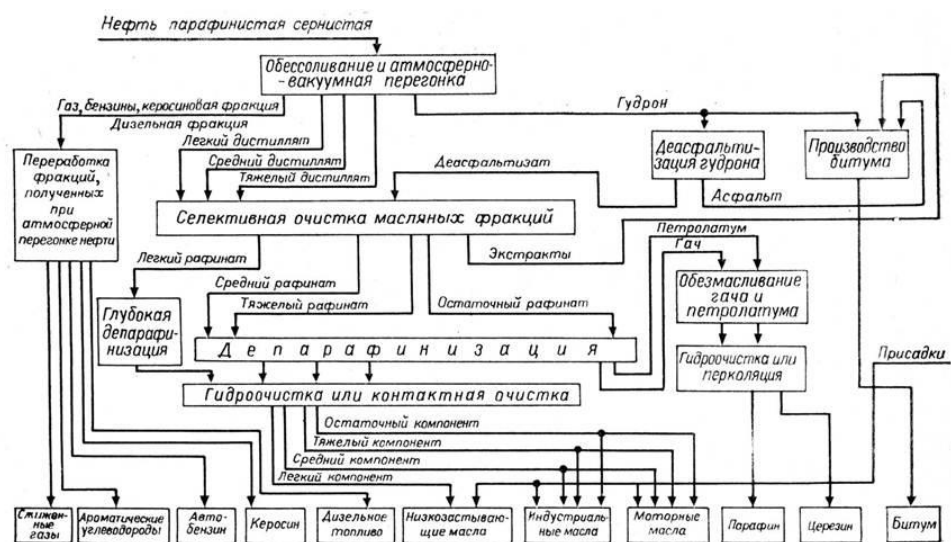 Нефть парафинистая сернистая
Обессоливание и атмосферно-
-вакуумная перегонка
Газ, бензины, керосиновая фракция
Дизельная фракция
Легкий дистиллят
Средний дистиллят
Тяжелый дистиллят
Гудрон
Деасфальтизат
Переработка
фракций,
полученных
при
атмосферной
перегонке нефти
Деасфальти-
зация гудрона
Производство
битума
Асфальт
Селективная очистка масляных фракций
Экстракты
Петролатум
Гач
Легкий рафинат
Средний рафинат
Тяжелый рафинат
Остаточный рафинат
Глубокая
депарафи-
низация
Обезмасливание
гача и
петролатума
Депарафинизация
Гидроочистка или
перколяция
Присадки
Гидроочистка или контактная очистка
Остаточный компонент
Тяжелый компонент
Средний компонент
Легкий компонент
Сжижен-
ные
газы
Ароматические
углеводороды
Авто-
бензин
Керосин
Дизельное
топливо
Низкозастываю-
щие масла
Индустриаль-
ные масла
Моторные
масла
Парафин
Церезин
Битум